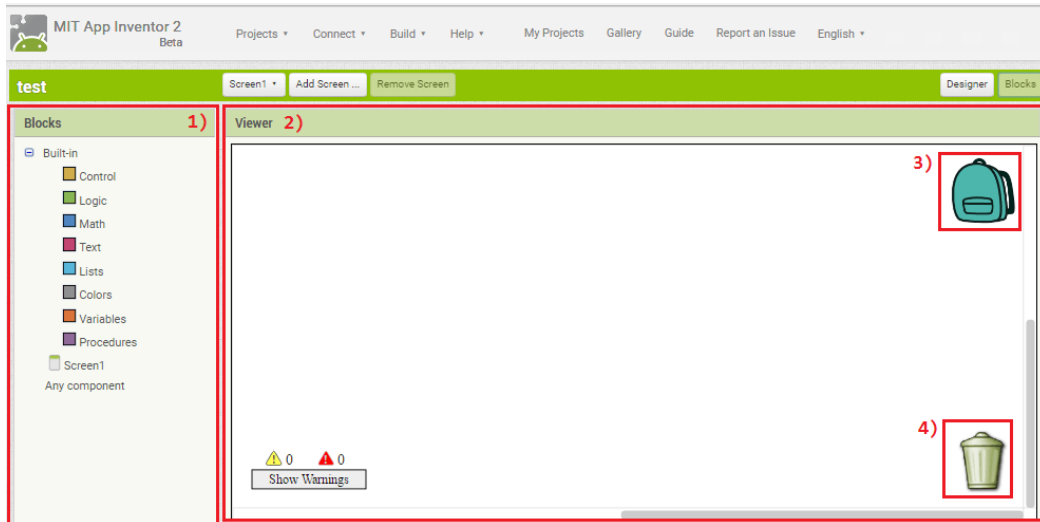 MIT App Inventor 2
Beta
Projects Connect Build Help My Projects Gallery Guide Report an Issue English
test Screen1 Add Screen ... Remove Screen Designer Blocks
Blocks 1) Viewer 2)
Built-in
Control
Logic
Math
Text
Lists
Colors
Variables
Procedures
Screen1
Any component
3)
4)
0 0
Show Warnings